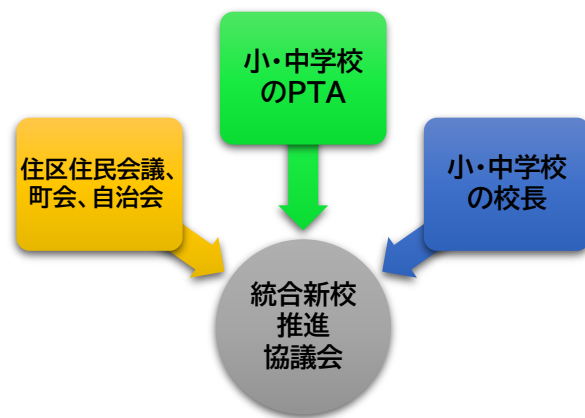 小・中学校
のPTA
住区住民会議、
町会、自治会
小・中学校
の校長
統合新校
推進
協議会